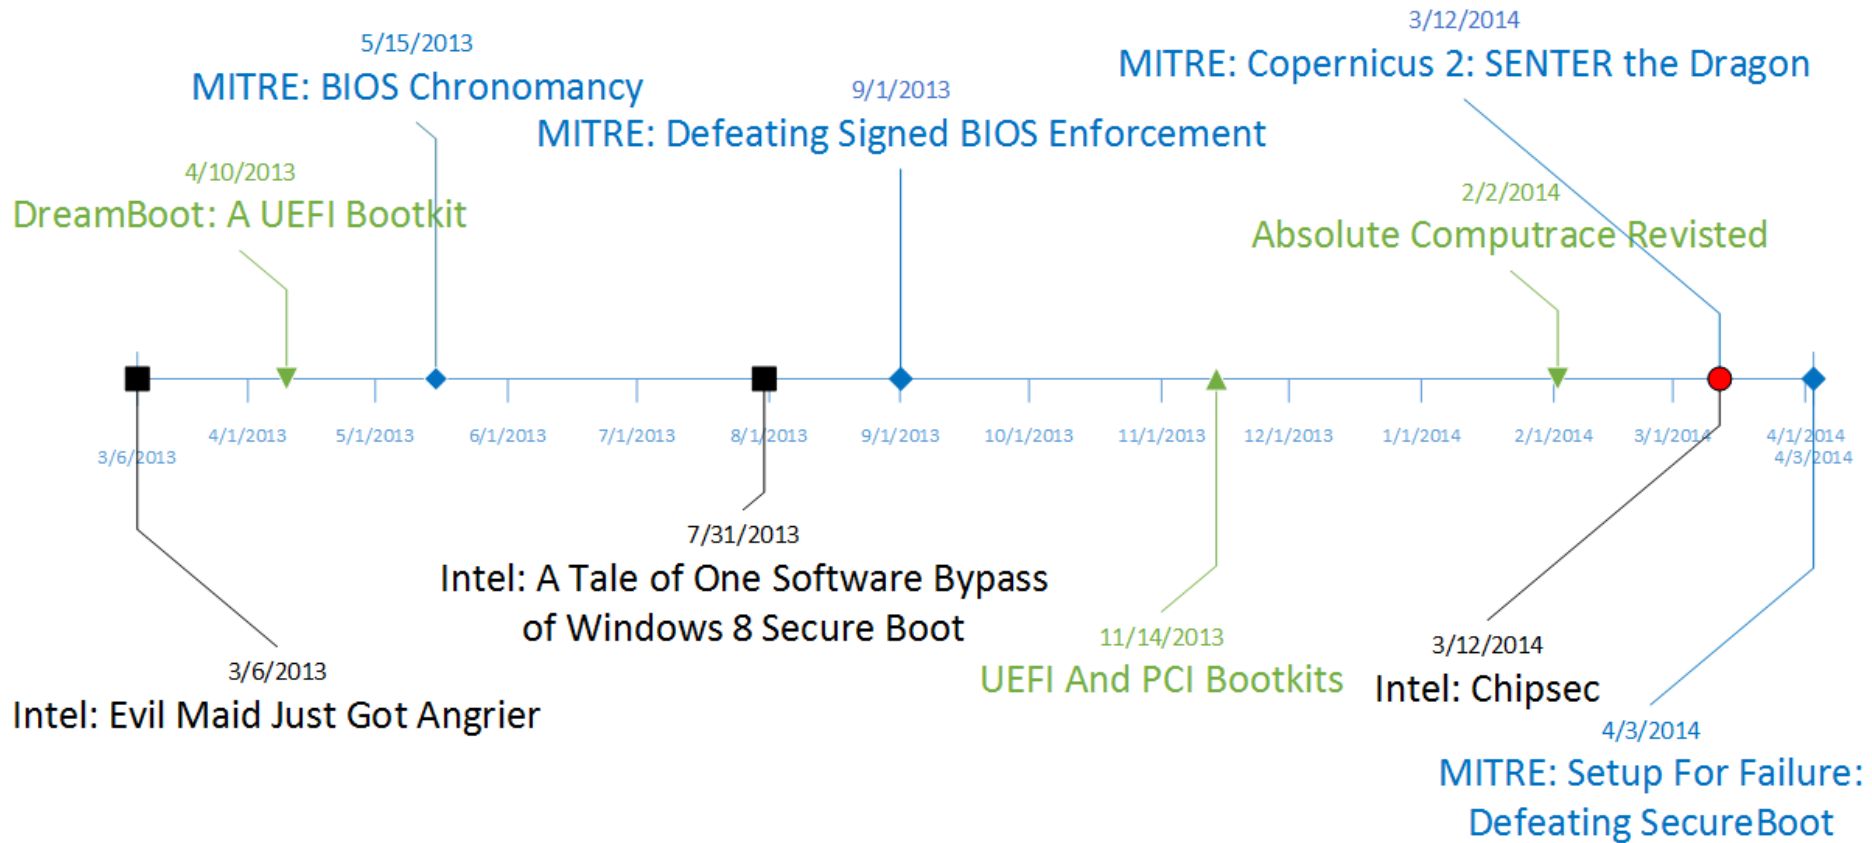 3/12/2014
MITRE: Copernicus 2: SENTER the Dragon
5/15/2013
MITRE: BIOS Chronomancy
9/1/2013
MITRE: Defeating Signed BIOS Enforcement
4/10/2013
DreamBoot: A UEFI Bootkit
2/2/2014
Absolute Computrace Revisted
3/6/2013
4/1/2013
5/1/2013
6/1/2013
7/1/2013
8/1/2013
9/1/2013
10/1/2013
11/1/2013
12/1/2013
1/1/2014
2/1/2014
3/1/2014
4/1/2014
4/3/2014
7/31/2013
Intel: A Tale of One Software Bypass
of Windows 8 Secure Boot
11/14/2013
UEFI And PCI Bootkits
3/12/2014
Intel: Chipsec
3/6/2013
Intel: Evil Maid Just Got Angrier
4/3/2014
MITRE: Setup For Failure:
Defeating SecureBoot